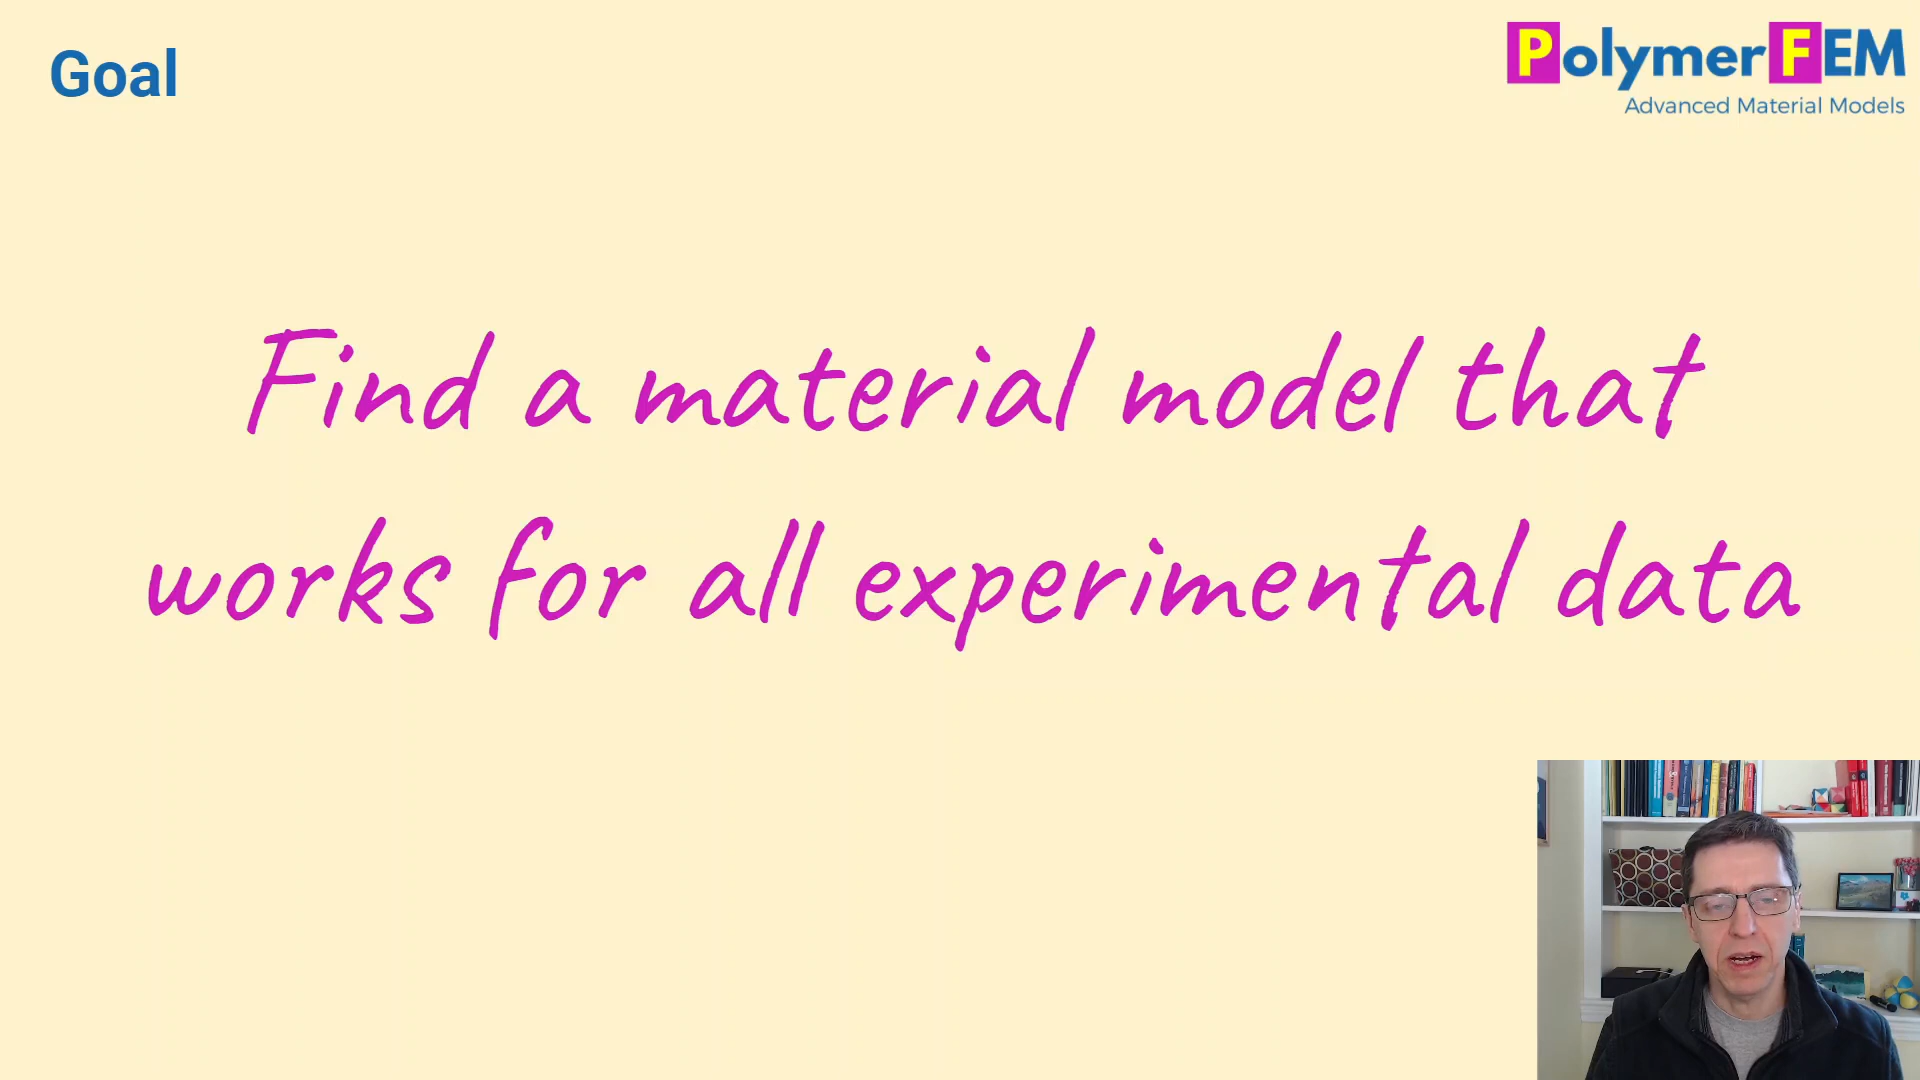 Goal
PolymerFEM
Advanced Material Models
Find a material model that
works for all experimental data